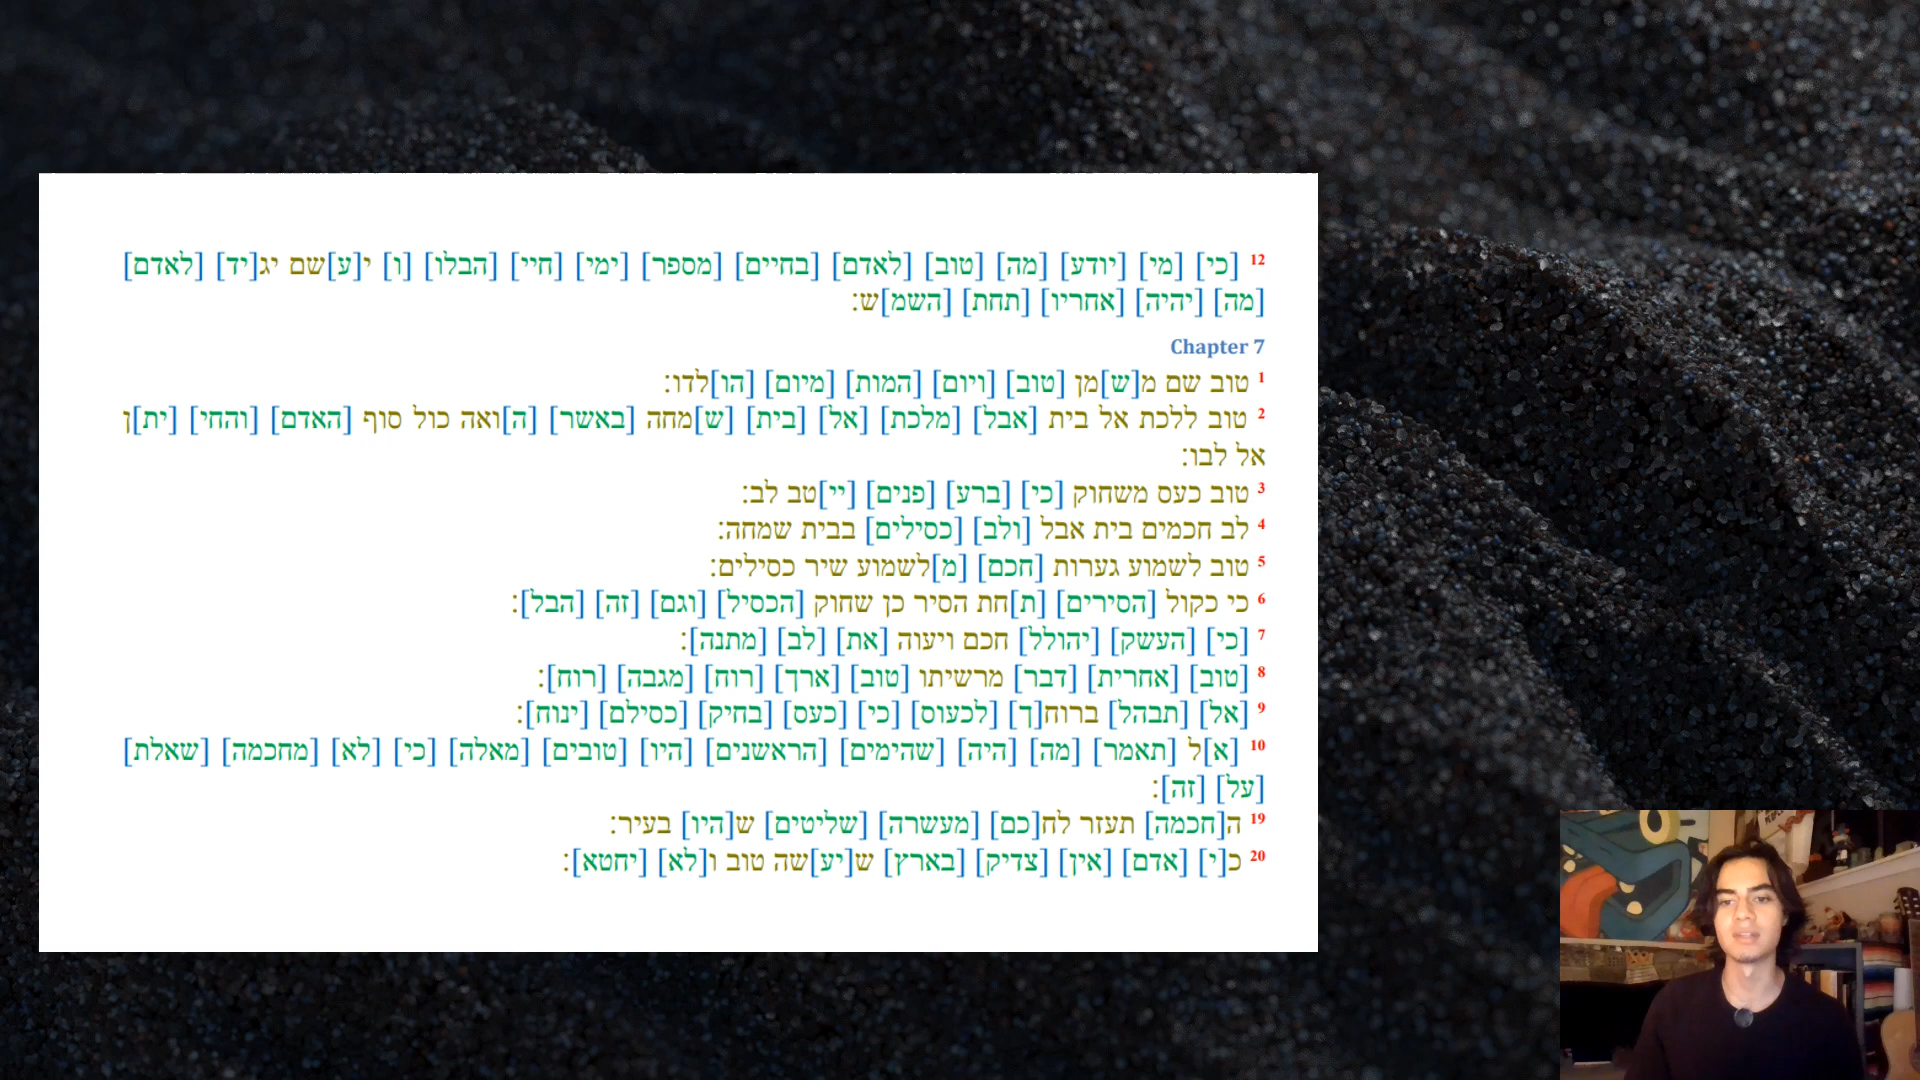 12 [כי] [מי] [יודע] [מה] [טוב] [לאדם] [בחיים] [מספר] [ימי] [חיי] [הבלו] [ו] י[ע]שם יג[יד] [לאדם]
[מה] [יהיה] [אחריו] [תחת] [השמ]ש:
Chapter 7
1 טוב שם מ[ש]מן [טוב] [ויום] [המות] [מיום] [הו]לדו:
2 טוב ללכת אל בית [אבל] [מלכת] [אל] [בית] [ש]מחה [באשר] [ה]ואה כול סוף [האדם] [והחי] [ית]ן
אל לבו:
3 טוב כעס משחוק [כי] [ברע] [פנים] [יי]טב לב:
4 לב חכמים בית אבל [ולב] [כסילים] בבית שמחה:
5 טוב לשמוע גערות [חכם] [מ]לשמוע שיר כסילים:
6 כי כקול [הסירים] [ת]חת הסיר כן שחוק [הכסיל] [וגם] [זה] [הבל]:
7 [כי] [העשק] [יהולל] חכם ויעוה [את] [לב] [מתנה]:
8 [טוב] [אחרית] [דבר] מרשיתו [טוב] [ארך] [רוח] [מגבה] [רוח]:
9 [אל] [תבהל] ברוח[ך] [לכעוס] [כי] [כעס] [בחיק] [כסילם] [ינוח]:
10 [א]ל [תאמר] [מה] [היה] [שהימים] [הראשנים] [היו] [טובים] [מאלה] [כי] [לא] [מחכמה] [שאלת]
[על] [זה]:
19 ה[חכמה] תעזר לח[כם] [מעשרה] [שליטים] ש[היו] בעיר:
20 כ[י] [אדם] [אין] [צדיק] [בארץ] ש[יע]שה טוב ו[לא] [יחטא]: